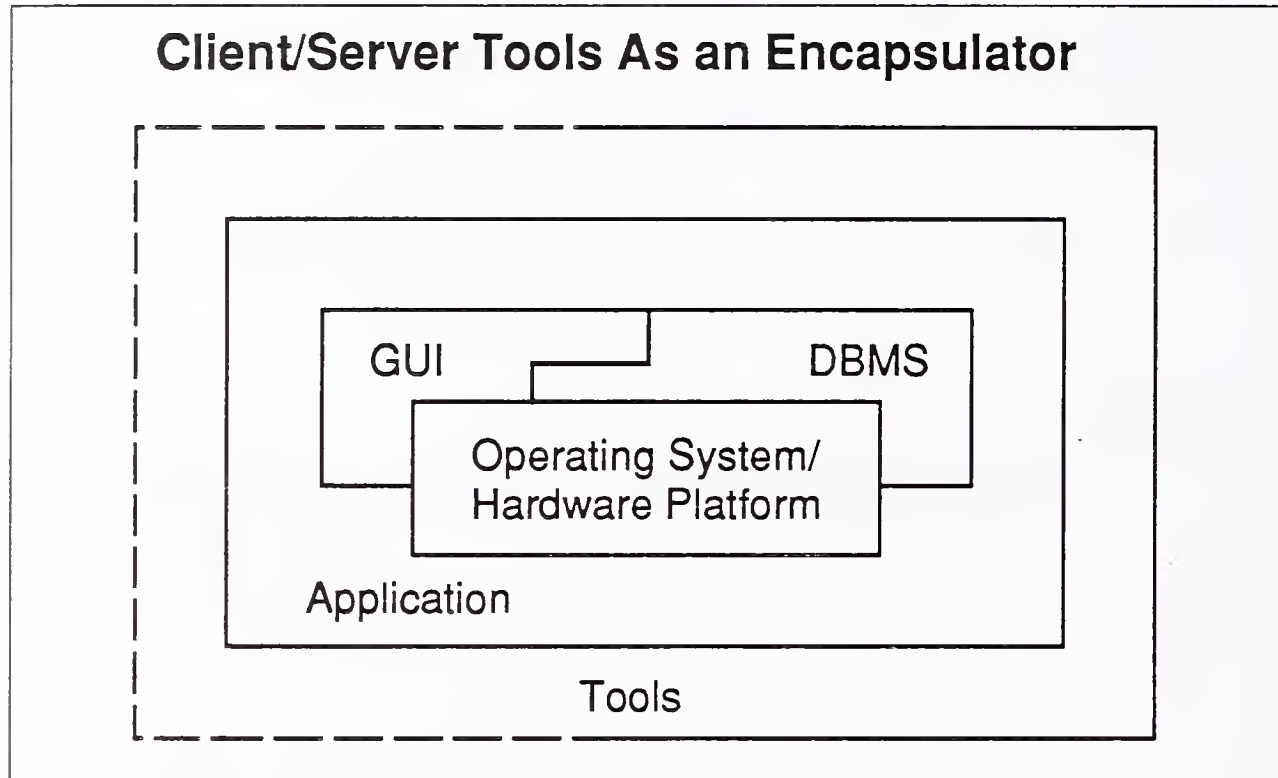 Client/Server Tools As an Encapsulator
GUI
DBMS
Operating System/
Hardware Platform
Application
Tools